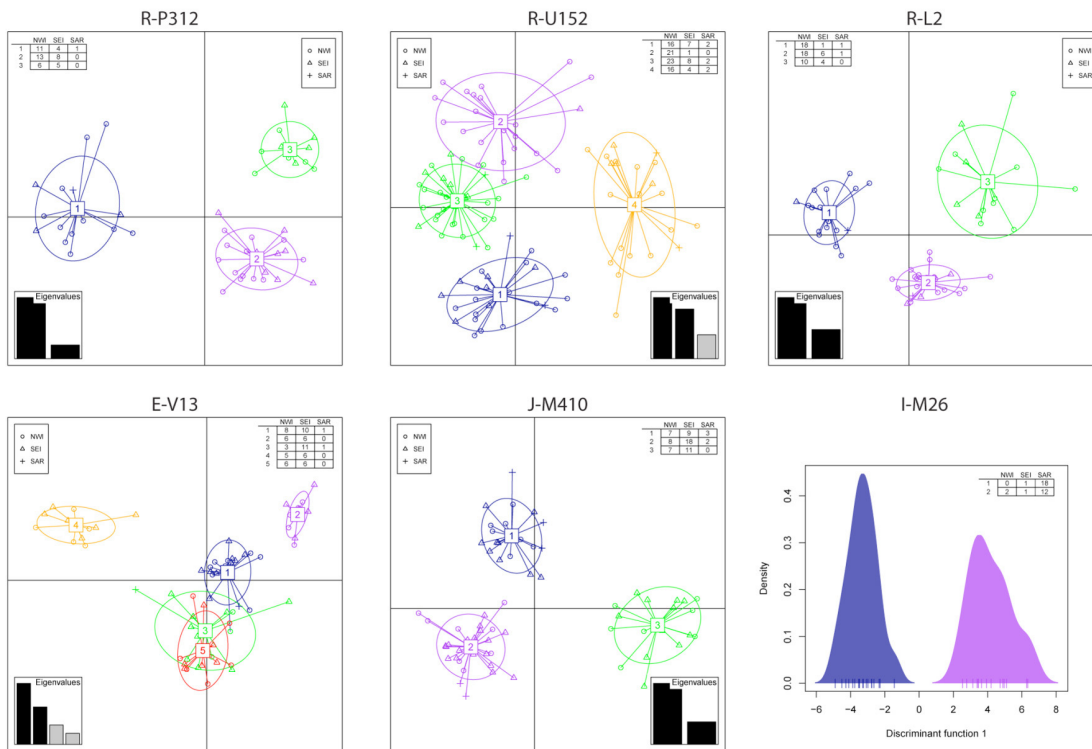 R-P312
R-U152
R-L2
NWI SEI SAR
1 11 4 1
2 13 8 0
3 6 5 0
NWI
SEI
SAR
1
2
3
Eigenvalues
NWI SEI SAR
1 16 7 2
2 21 1 0
3 23 8 2
4 16 4 2
NWI
SEI
SAR
2
3
4
1
Eigenvalues
NWI SEI SAR
1 18 1 1
2 18 6 1
3 10 4 0
NWI
SEI
SAR
1
3
2
Eigenvalues
E-V13
J-M410
I-M26
NWI
SEI
SAR
NWI SEI SAR
1 8 10 1
2 6 6 0
3 3 11 1
4 5 6 0
5 6 6 0
4
2
1
3
5
Eigenvalues
NWI
SEI
SAR
NWI SEI SAR
1 7 9 3
2 8 18 2
3 7 11 0
1
2
3
Eigenvalues
NWI SEI SAR
1 0 1 18
2 2 1 12
Density
0.4
0.3
0.2
0.1
0.0
-6 -4 -2 0 2 4 6 8
Discriminant function 1